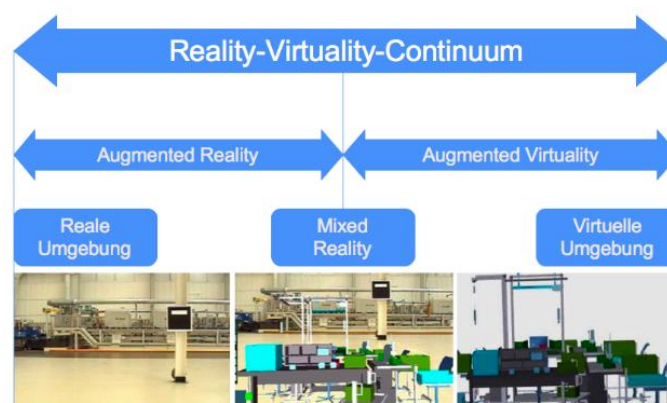 Reality-Virtuality-Continuum
Augmented Reality
Augmented Virtuality
Reale
Umgebung
Mixed
Reality
Virtuelle
Umgebung